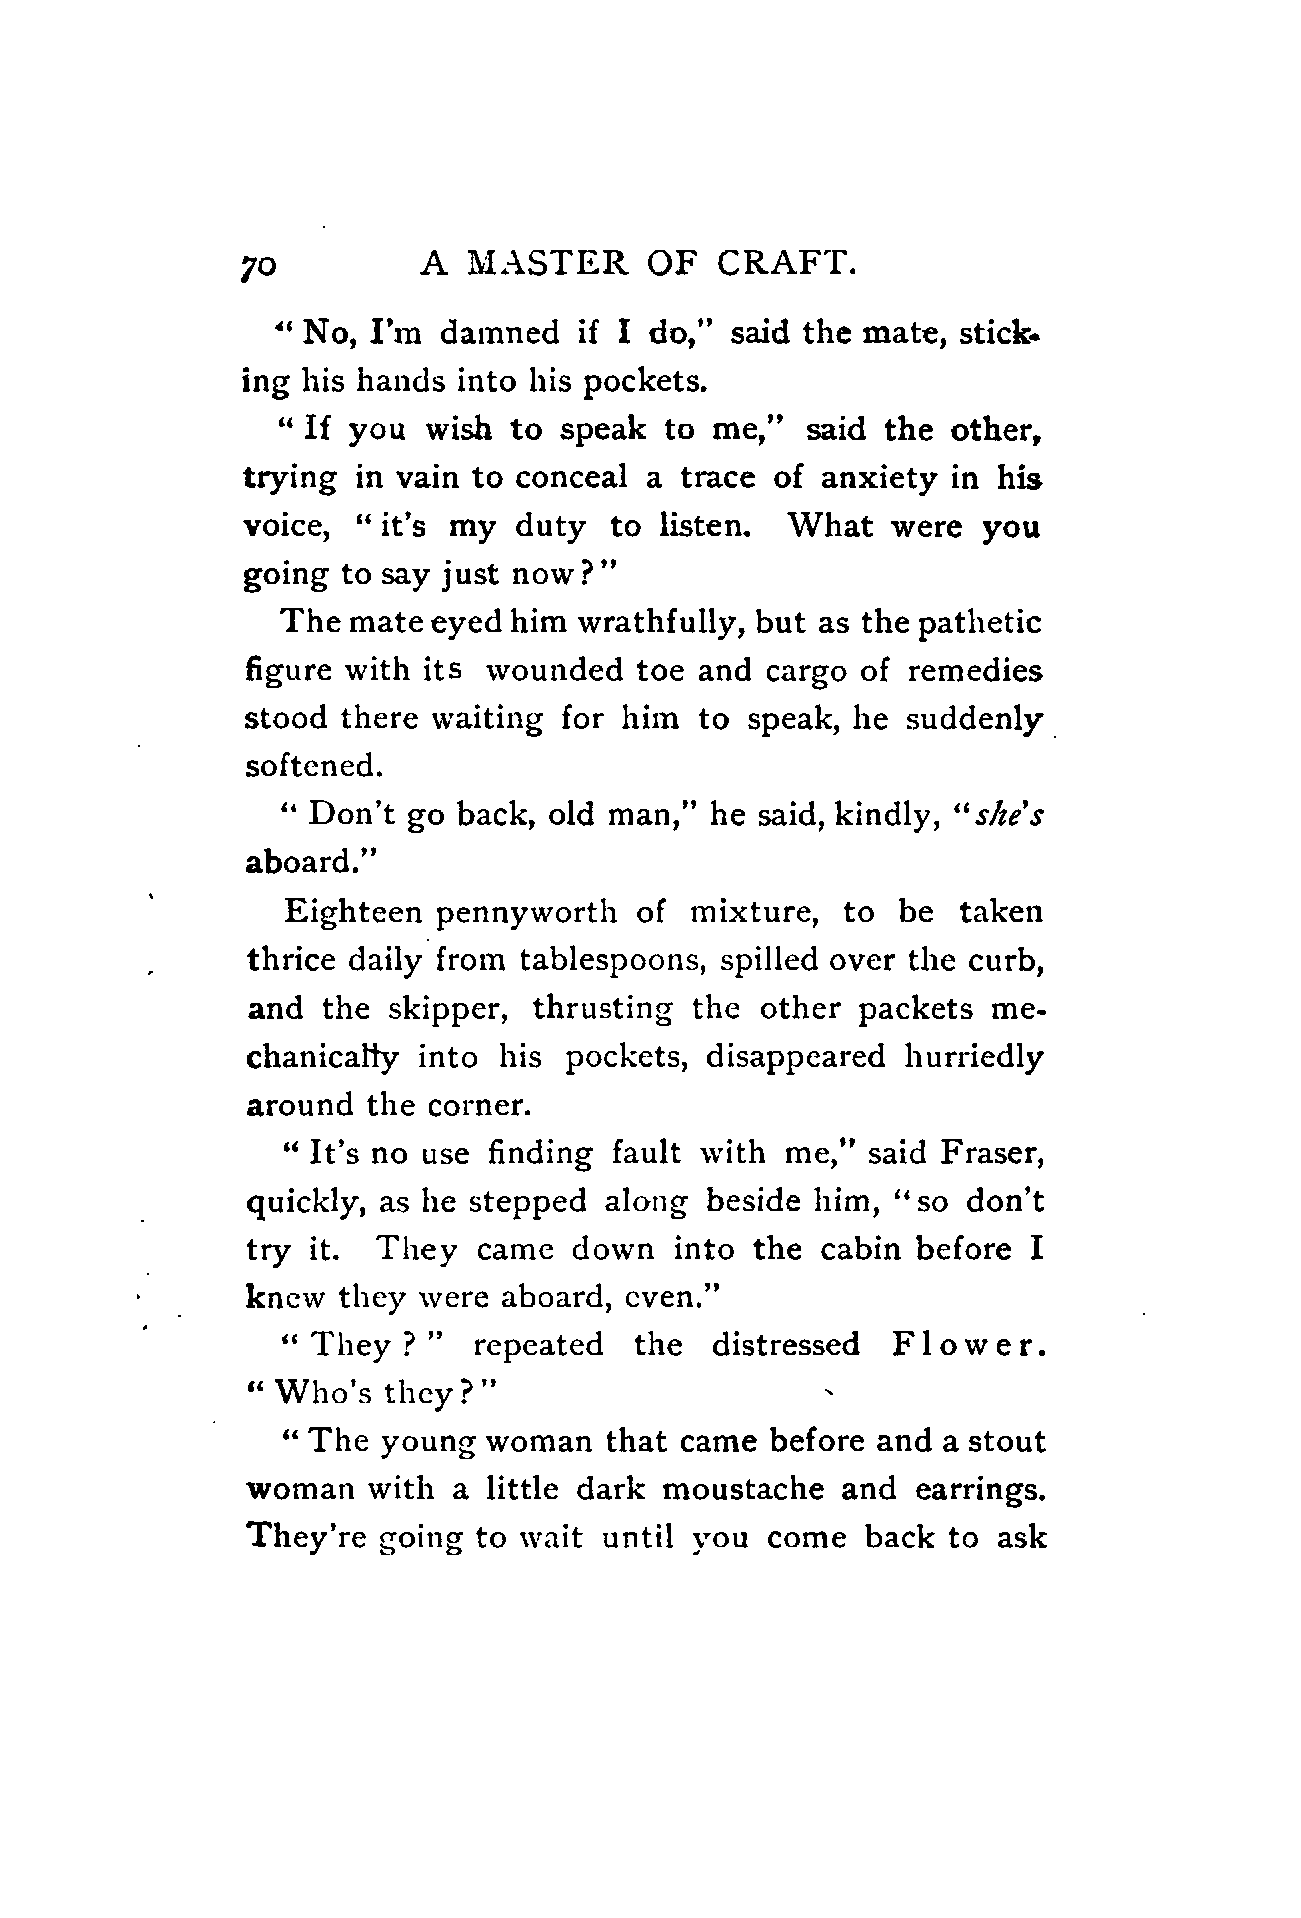 70 A MASTER OF CRAFT.
" No, I'm damned if I do," said the mate, stick-
ing his hands into his pockets.
" If you wish to speak to me," said the other,
trying in vain to conceal a trace of anxiety in his
voice, " it's my duty to listen. What were you
going to say just now ? "
The mate eyed him wrathfully, but as the pathetic
figure with its wounded toe and cargo of remedies
stood there waiting for him to speak, he suddenly
softened.
" Don't go back, old man," he said, kindly, " she's
aboard."
Eighteen pennyworth of mixture, to be taken
thrice daily from tablespoons, spilled over the curb,
and the skipper, thrusting the other packets me-
chanically into his pockets, disappeared hurriedly
around the corner.
" It's no use finding fault with me," said Fraser,
quickly, as he stepped along beside him, " so don't
try it. They came down into the cabin before I
knew they were aboard, even."
" They ? " repeated the distressed Flower.
" Who's they ? "
" The young woman that came before and a stout
woman with a little dark moustache and earrings.
They're going to wait until you come back to ask